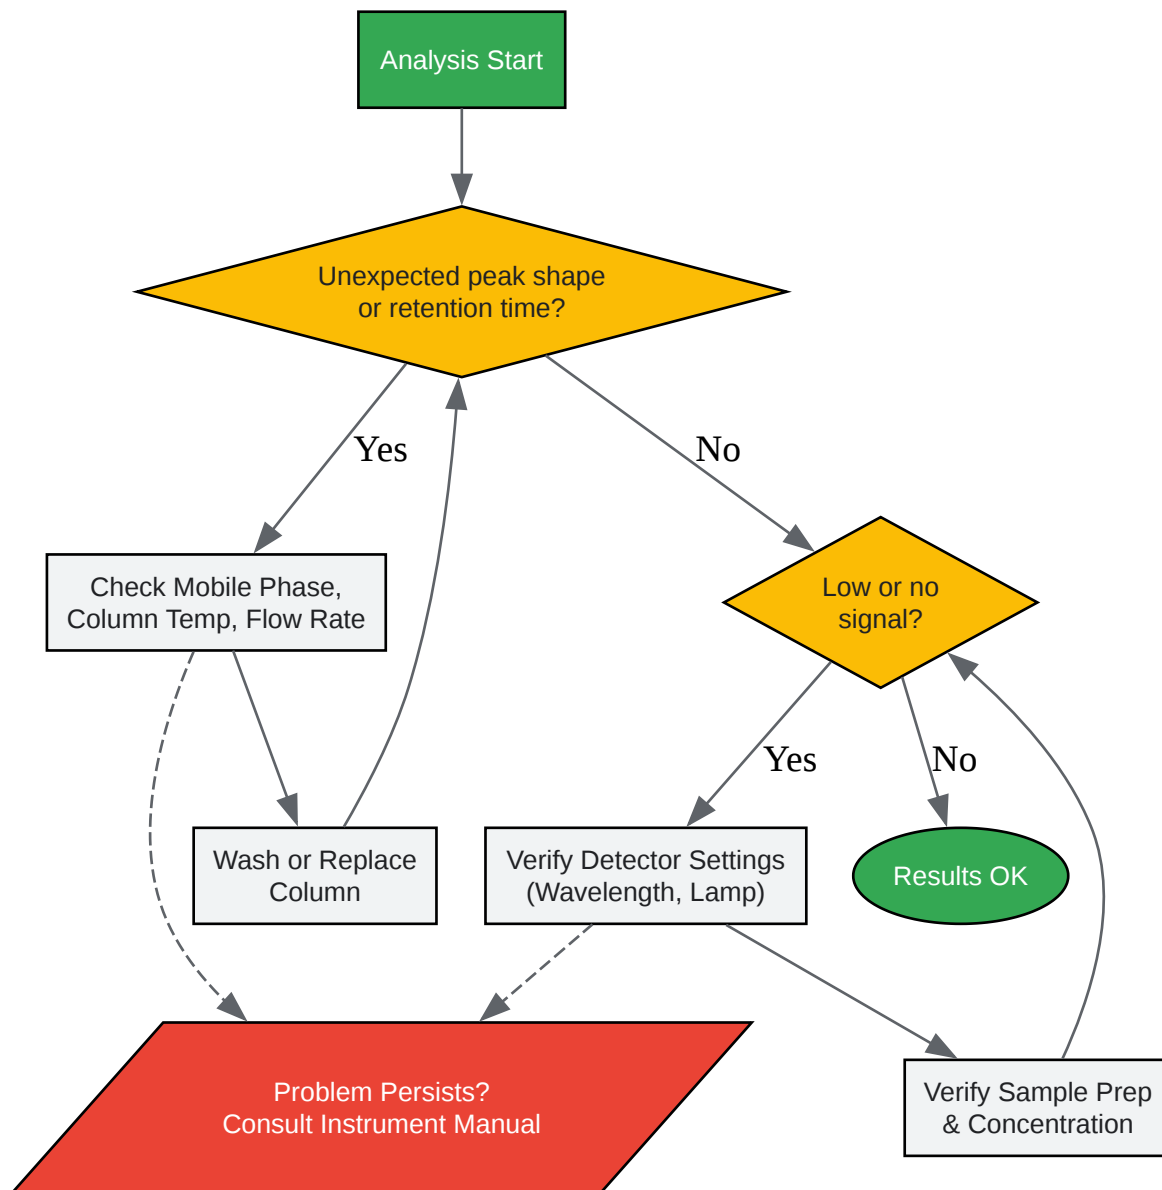 Analysis Start
Unexpected peak shape
or retention time?
Yes
No
Check Mobile Phase,
Column Temp, Flow Rate
Low or no
signal?
Yes
No
Wash or Replace
Column
Verify Detector Settings
(Wavelength, Lamp)
Results OK
Problem Persists?
Consult Instrument Manual
Verify Sample Prep
& Concentration